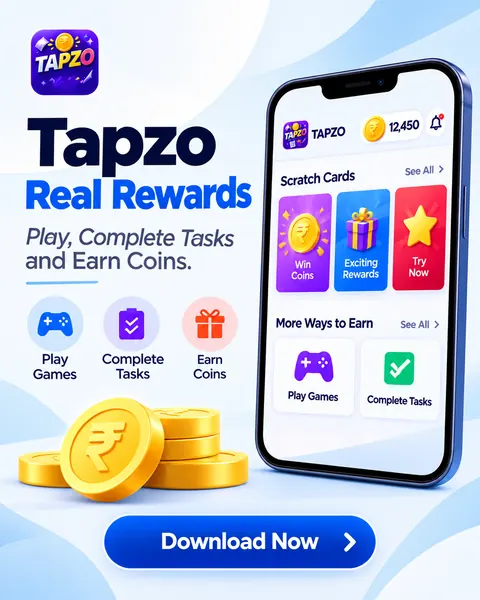 TAPZO
Tapzo
Real Rewards
Play, Complete Tasks
and Earn Coins.
Play
Games
Complete
Tasks
Earn
Coins
TAPZO
TAPZO
12,450
Scratch Cards
See All >
Win
Coins
Exciting
Rewards
Try
Now
More Ways to Earn
See All >
Play Games
Complete Tasks
₹
Download Now >